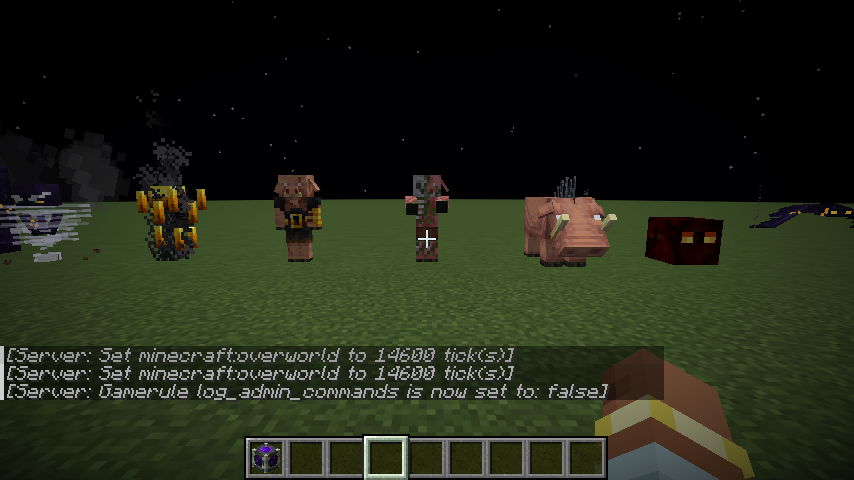 [Server: Set minecraft:overworld to 14600 tick(s)]
[Server: Set minecraft:overworld to 14600 tick(s)]
[Server: Gamerule log_admin_commands is now set to: false]